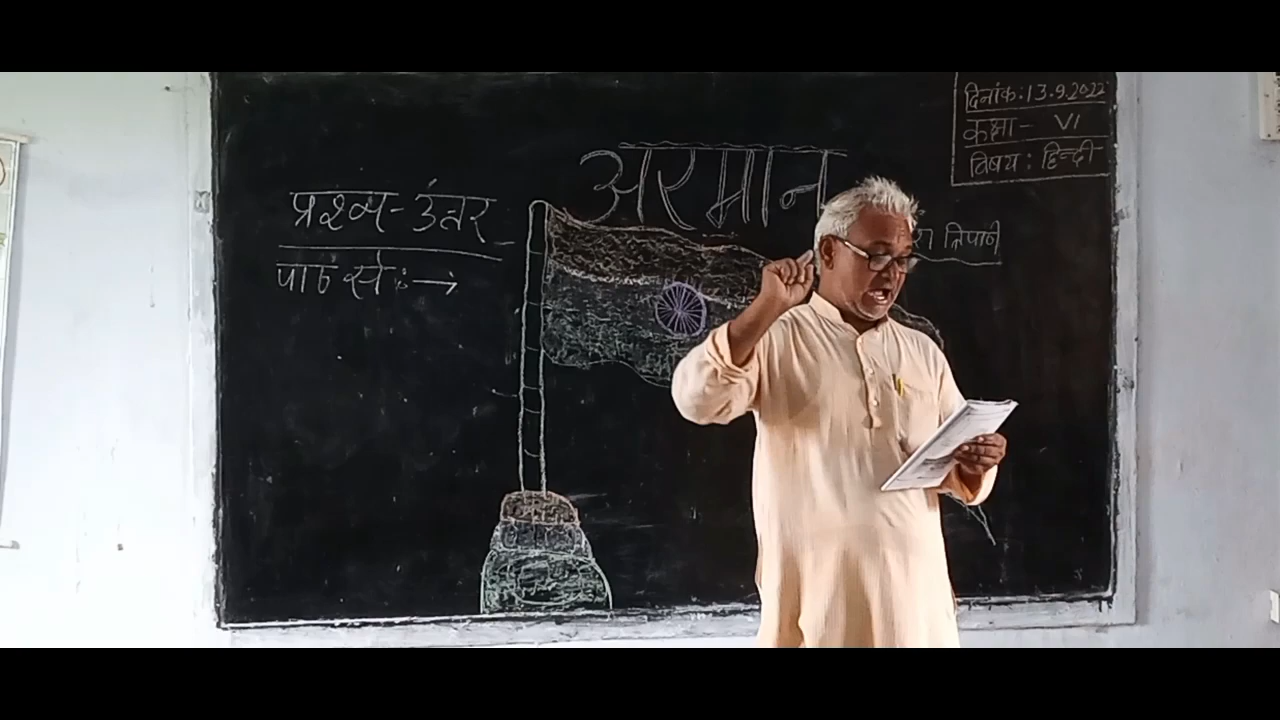 दिनांक: 13.9.2022
कक्षा - VI
विषय: हिन्दी
अरमान
प्रश्न-उत्तर
पाठ से :→